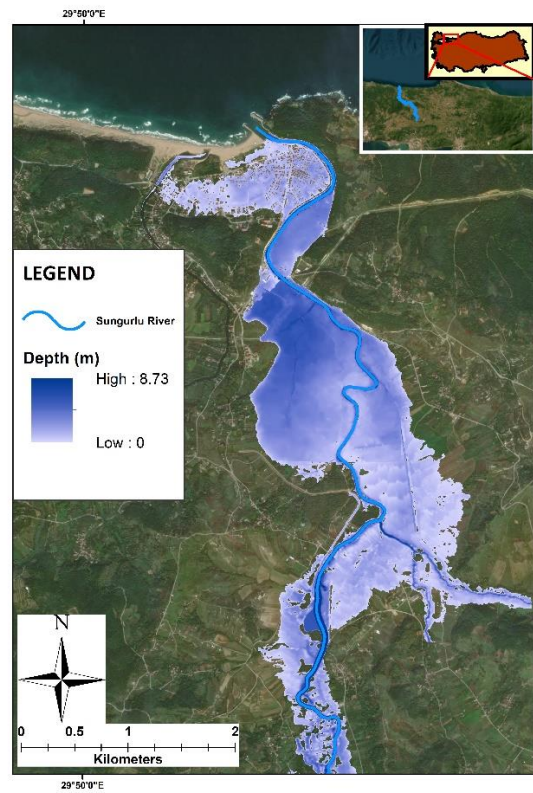 29°50'0"E
LEGEND
Sungurlu River
Depth (m)
High : 8.73
Low : 0
N
0 0.5 1 2
Kilometers
29°50'0"E